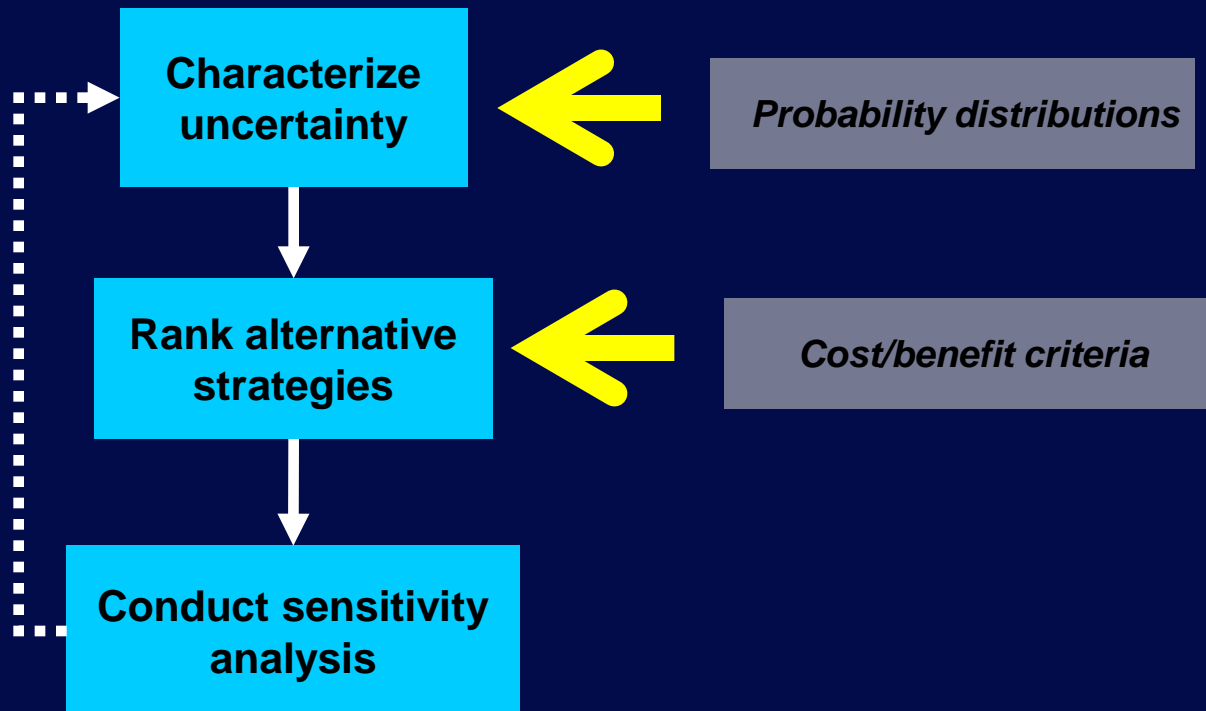 Characterize
uncertainty
Probability distributions
Rank alternative
strategies
Cost/benefit criteria
Conduct sensitivity
analysis